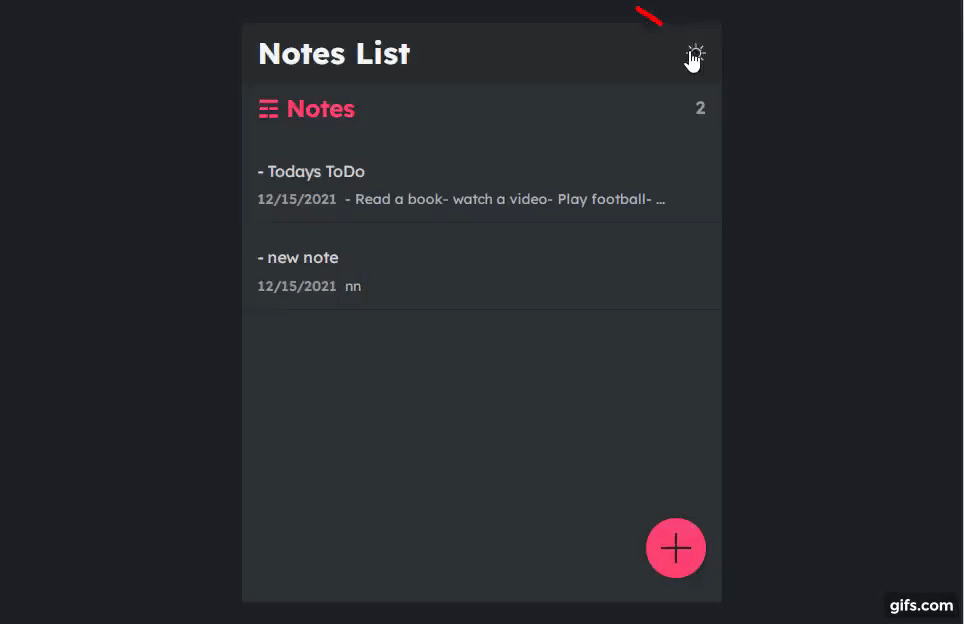 Notes List
Notes
2
- Todays ToDo
12/15/2021 - Read a book- watch a video- Play football- ...
- new note
12/15/2021 nn
gifs.com